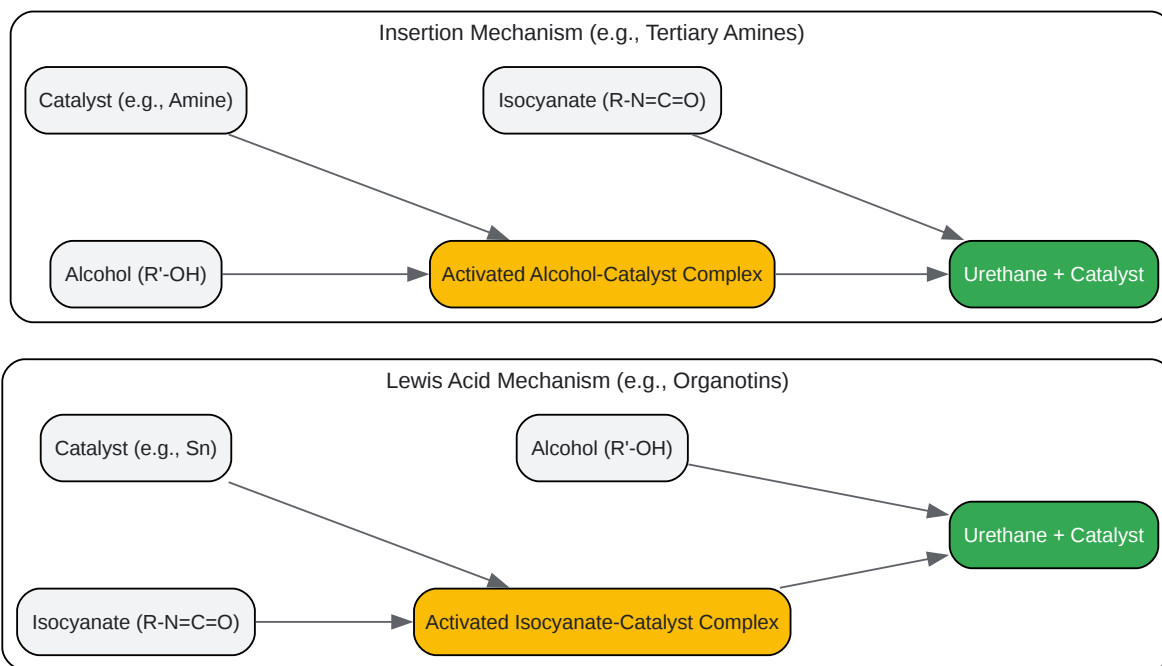 Insertion Mechanism (e.g., Tertiary Amines)
Catalyst (e.g., Amine)
Isocyanate (R-N=C=O)
Alcohol (R'-OH)
Activated Alcohol-Catalyst Complex
Urethane + Catalyst
Lewis Acid Mechanism (e.g., Organotins)
Catalyst (e.g., Sn)
Alcohol (R'-OH)
Urethane + Catalyst
Isocyanate (R-N=C=O)
Activated Isocyanate-Catalyst Complex